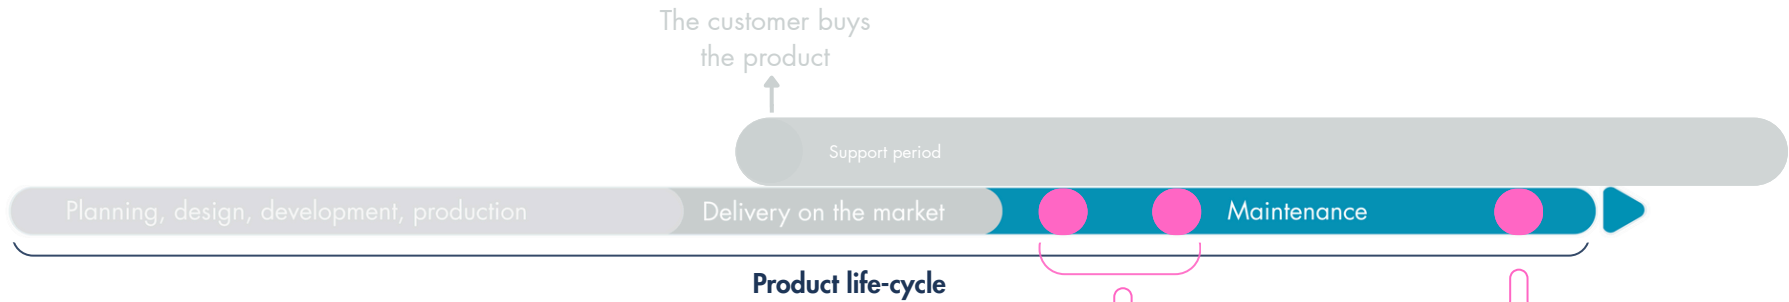 The customer buys
the product
Support period
Planning, design, development, production
Delivery on the market
Maintenance
Product life-cycle